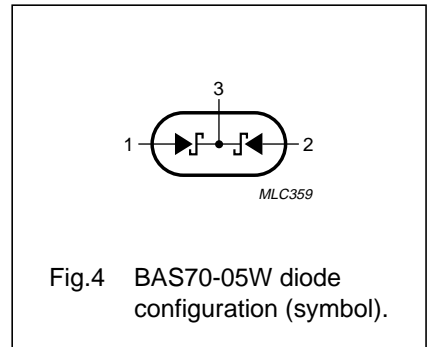 3
1
2
MLC359
Fig.4 BAS70-05W diode
configuration (symbol).